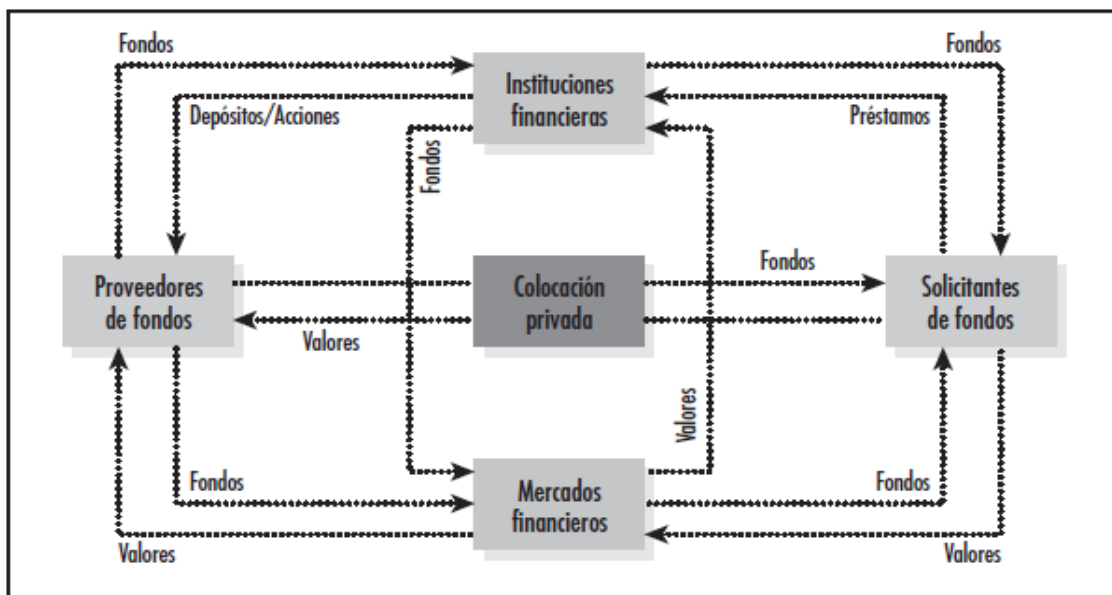 Fondos
Fondos
Instituciones
financieras
Depósitos/Acciones
Préstamos
Fondos
Proveedores
de fondos
Colocación
privada
Fondos
Solicitantes
de fondos
Valores
Valores
Fondos
Mercados
financieros
Fondos
Valores
Valores